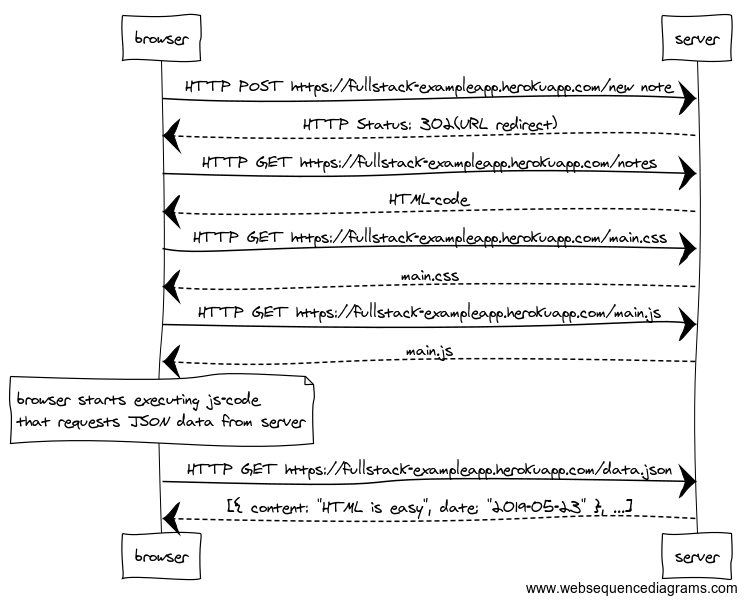 browser server
HTTP POST https://fullstack-exampleapp.herokuapp.com/new note
HTTP Status: 302(URL redirect)
HTTP GET https://fullstack-exampleapp.herokuapp.com/notes
HTML-code
HTTP GET https://fullstack-exampleapp.herokuapp.com/main.css
main.css
HTTP GET https://fullstack-exampleapp.herokuapp.com/main.js
main.js
browser starts executing js-code
that requests JSON data from server
HTTP GET https://fullstack-exampleapp.herokuapp.com/data.json
[{ content: "HTML is easy", date: "2019-05-23" }, ...]
browser server
www.websequencediagrams.com